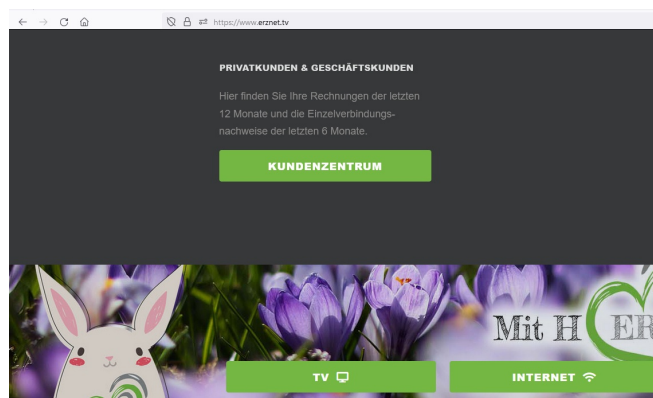 https://www.erznet.tv
PRIVATKUNDEN & GESCHÄFTSKUNDEN
Hier finden Sie Ihre Rechnungen der letzten
12 Monate und die Einzelverbindungs-
nachweise der letzten 6 Monate.
KUNDENZENTRUM
Mit H ER
TV
INTERNET